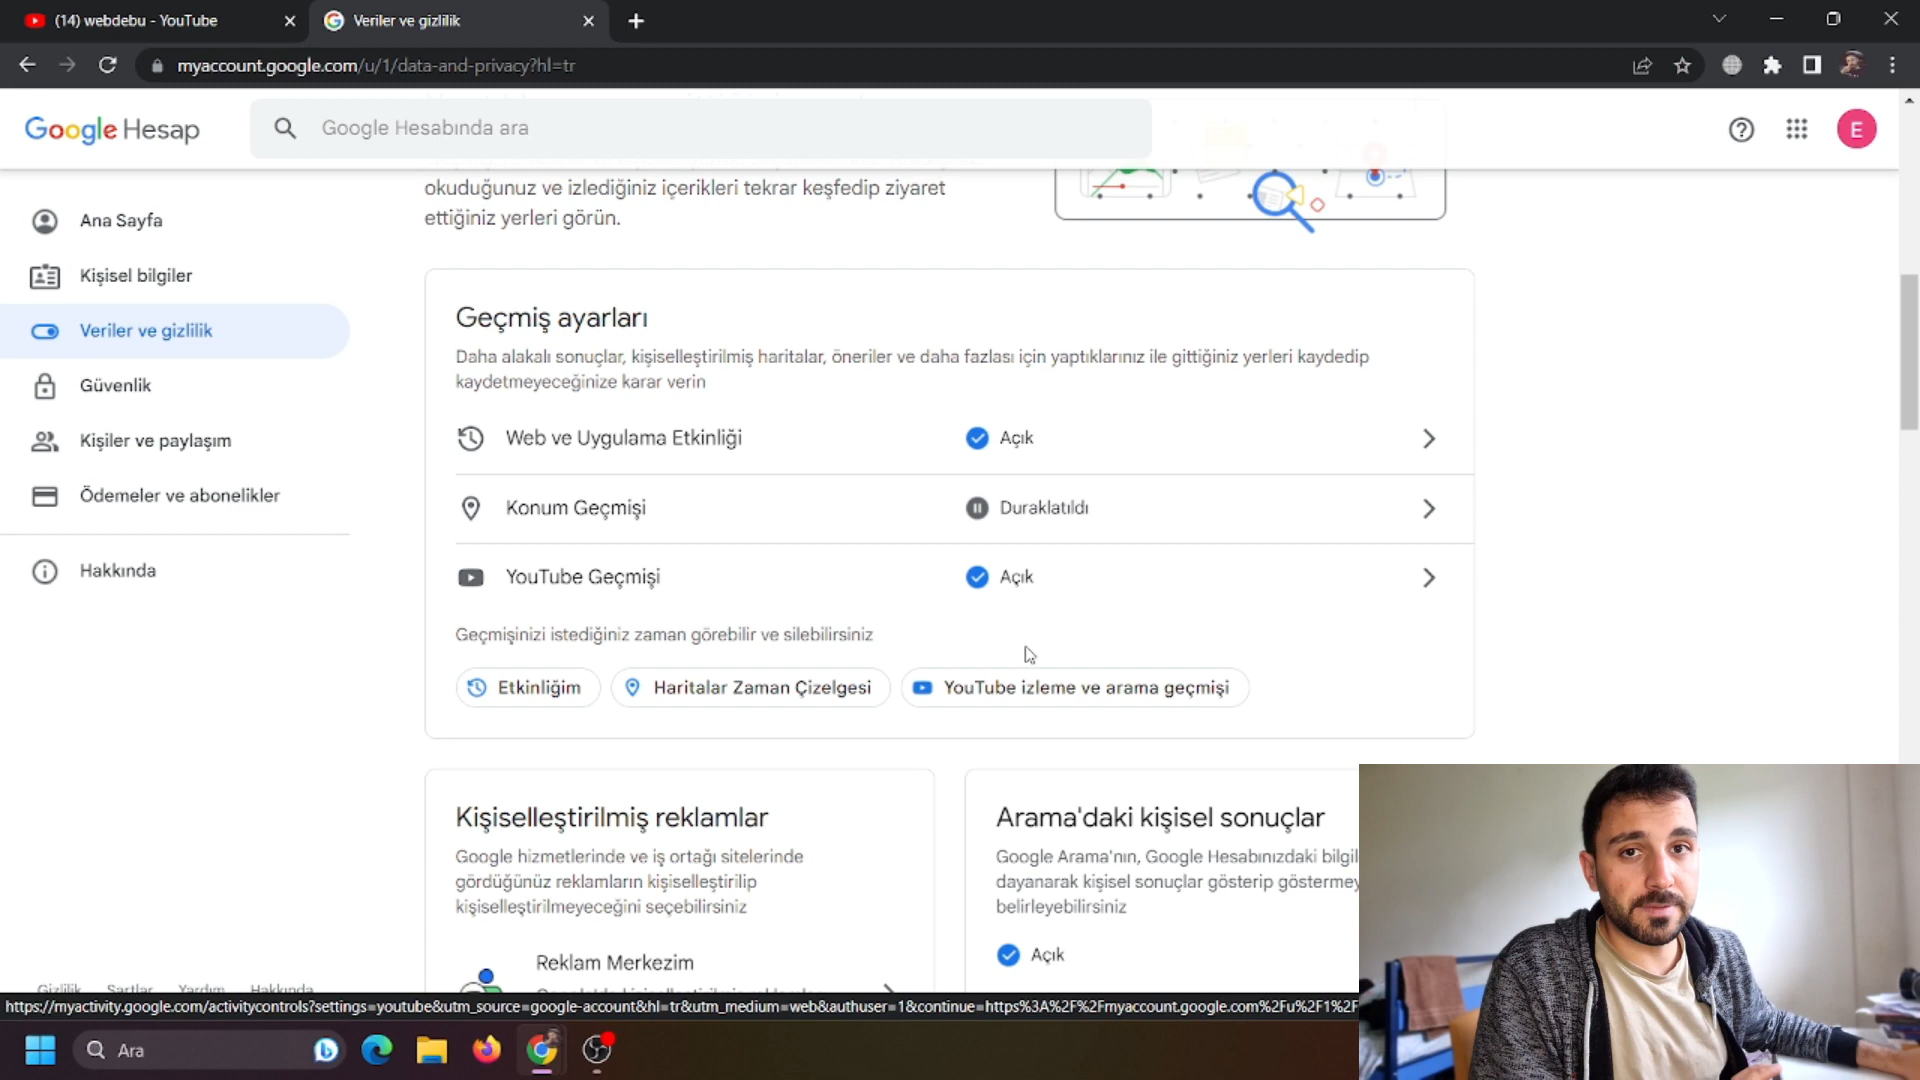 (14) webdebu - YouTube
Veriler ve gizlilik
myaccount.google.com/u/1/data-and-privacy?hl=tr
Google Hesap
Google Hesabında ara
E
okuduğunuz ve izlediğiniz içerikleri tekrar keşfedip ziyaret
ettiğiniz yerleri görün.
Ana Sayfa
Kişisel bilgiler
Veriler ve gizlilik
Güvenlik
Kişiler ve paylaşım
Ödemeler ve abonelikler
Hakkında
Geçmiş ayarları
Daha alakalı sonuçlar, kişiselleştirilmiş haritalar, öneriler ve daha fazlası için yaptıklarınız ile gittiğiniz yerleri kaydedip
kaydetmeyeceğinize karar verin
Web ve Uygulama Etkinliği
Açık
Konum Geçmişi
Duraklatıldı
YouTube Geçmişi
Açık
Geçmişinizi istediğiniz zaman görebilir ve silebilirsiniz
Etkinliğim
Haritalar Zaman Çizelgesi
YouTube izleme ve arama geçmişi
Kişiselleştirilmiş reklamlar
Google hizmetlerinde ve iş ortağı sitelerinde
gördüğünüz reklamların kişiselleştirilip
kişiselleştirilmeyeceğini seçebilirsiniz
Reklam Merkezim
Arama'daki kişisel sonuçlar
Google Arama'nın, Google Hesabınızdaki bilgil
dayanarak kişisel sonuçlar gösterip göstermey
belirleyebilirsiniz
Açık
Gizlilik Şartlar Yardım Hakkında
https://myactivity.google.com/activitycontrols?settings=youtube&utm_source=google-account&hl=tr&utm_medium=web&authuser=1&continue=https%3A%2F%2Fmyaccount.google.com%2Fu%2F1%2F
Ara